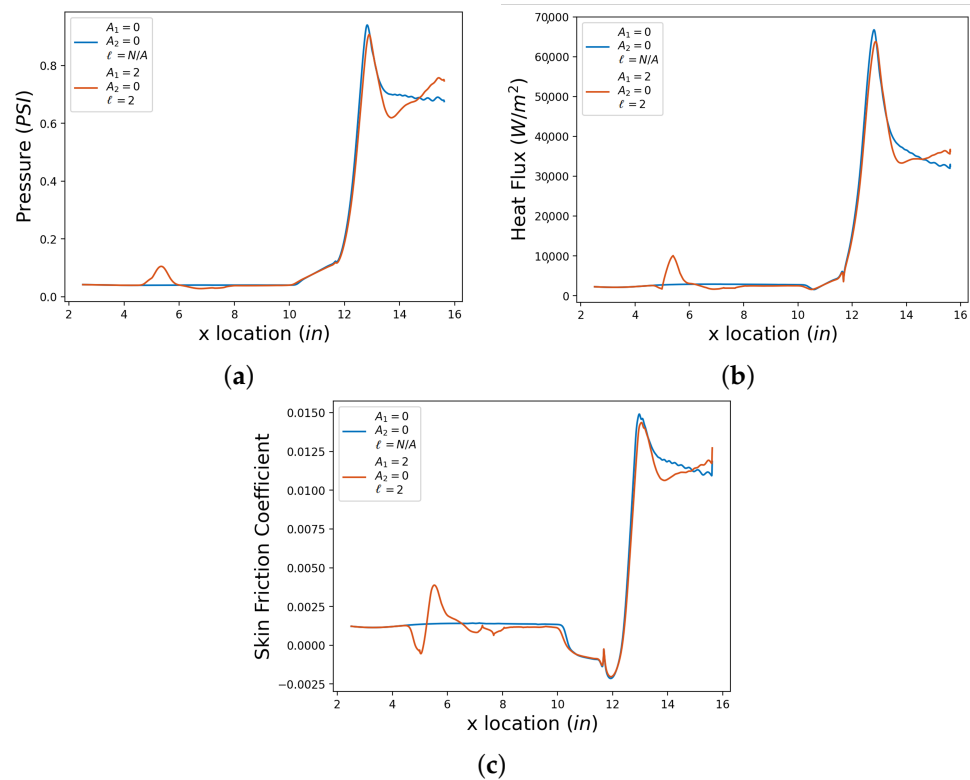 A₁ = 0
A₂ = 0
ℓ = N/A
A₁ = 2
A₂ = 0
ℓ = 2
Pressure (PSI)
0.8
0.6
0.4
0.2
0.0
2 4 6 8 10 12 14 16
x location (in)
(a)
A₁ = 0
A₂ = 0
ℓ = N/A
A₁ = 2
A₂ = 0
ℓ = 2
Heat Flux (W/m²)
70,000
60,000
50,000
40,000
30,000
20,000
10,000
0
2 4 6 8 10 12 14 16
x location (in)
(b)
A₁ = 0
A₂ = 0
ℓ = N/A
A₁ = 2
A₂ = 0
ℓ = 2
Skin Friction Coefficient
0.0150
0.0125
0.0100
0.0075
0.0050
0.0025
0.0000
−0.0025
2 4 6 8 10 12 14 16
x location (in)
(c)